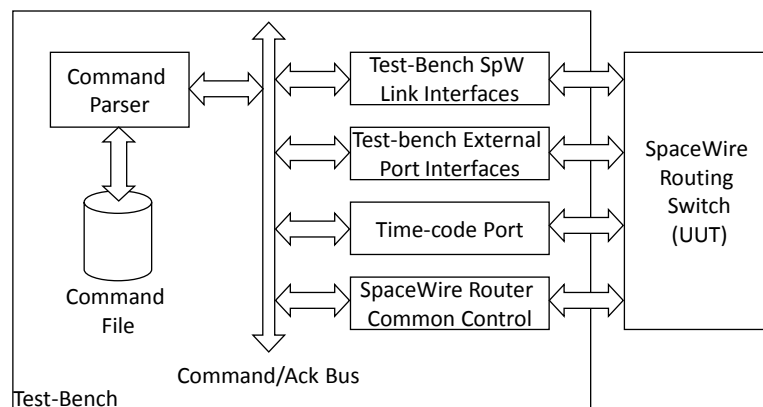 Command
Parser
Command
File
Command/Ack Bus
Test-Bench SpW
Link Interfaces
Test-bench External
Port Interfaces
Time-code Port
SpaceWire Router
Common Control
SpaceWire
Routing
Switch
(UUT)
Test-Bench